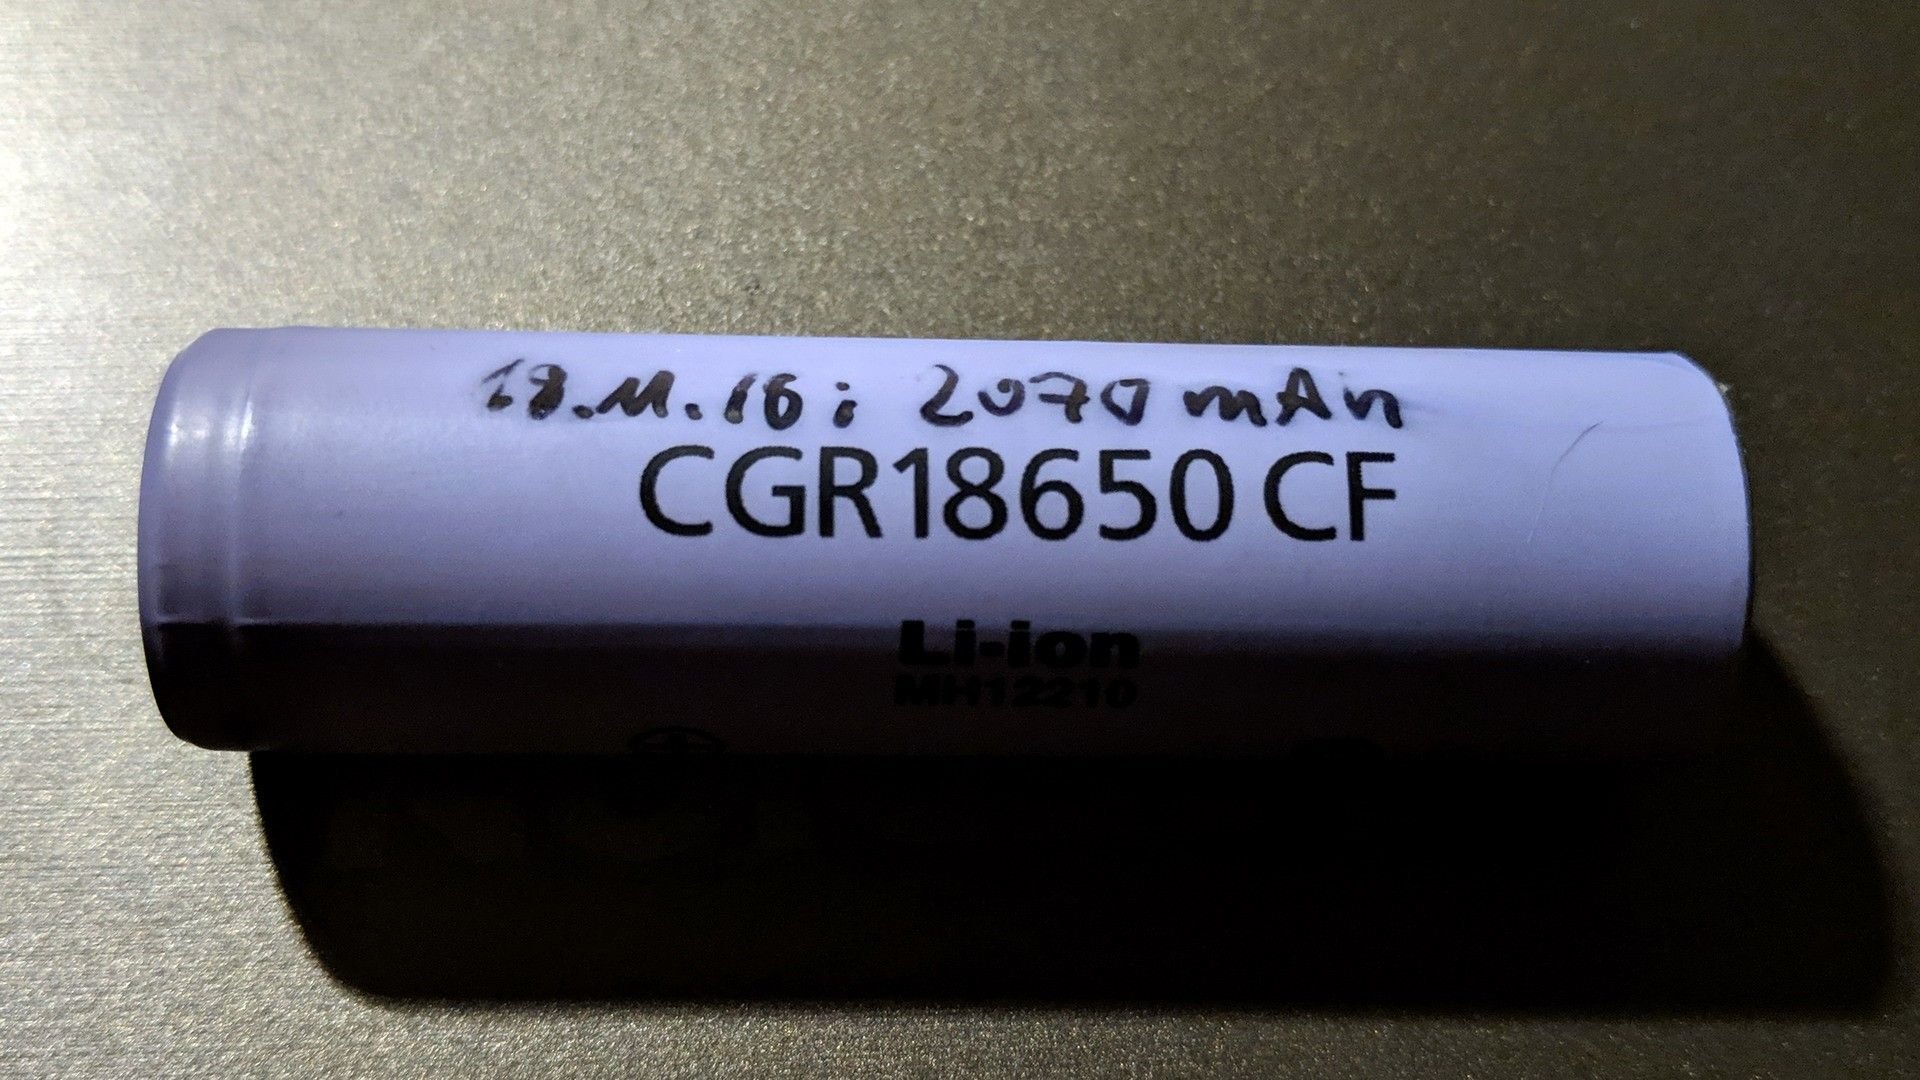 18.11.16: 2070 mAh
CGR18650 CF
Li-ion
MH12210